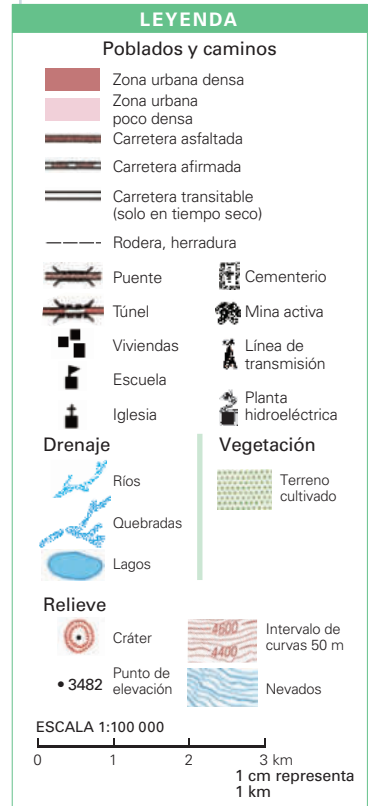 LEYENDA
Poblados y caminos
Zona urbana densa
Zona urbana
poco densa
Carretera asfaltada
Carretera afirmada
Carretera transitable
(solo en tiempo seco)
Rodera, herradura
Puente
Cementerio
Túnel
Mina activa
Viviendas
Línea de
transmisión
Escuela
Planta
hidroeléctrica
Iglesia
Drenaje
Vegetación
Ríos
Terreno
cultivado
Quebradas
Lagos
Relieve
Cráter
4600
4400
Intervalo de
curvas 50 m
• 3482
Punto de
elevación
Nevados
ESCALA 1:100 000
0 1 2 3 km
1 cm representa
1 km